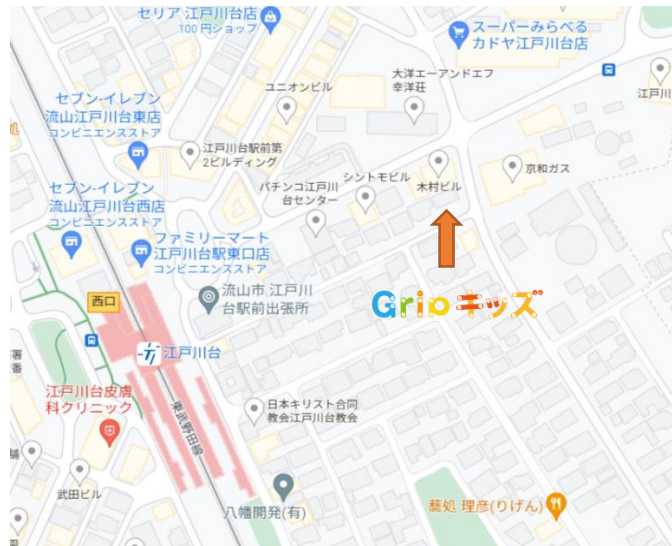 セリア 江戸川台店
100 円ショップ
スーパーみらべる
カドヤ江戸川台店
大洋エーアンドエフ
幸洋荘
ユニオンビル
江戸川
セブン-イレブン
流山江戸川台東店
コンビニエンスストア
江戸川台駅前第
2ビルディング
シントモビル
木村ビル
京和ガス
パチンコ江戸川
台センター
セブン-イレブン
流山江戸川台西店
コンビニエンスストア
ファミリーマート
江戸川台駅東口店
コンビニエンスストア
流山市 江戸川
台駅前出張所
Grip キッズ
西口
江戸川台
署
番
江戸川台皮膚
科クリニック
東武野田線
日本キリスト合同
教会江戸川台教会
武田ビル
八幡開発(有)
蕎処 理彦(りげん)